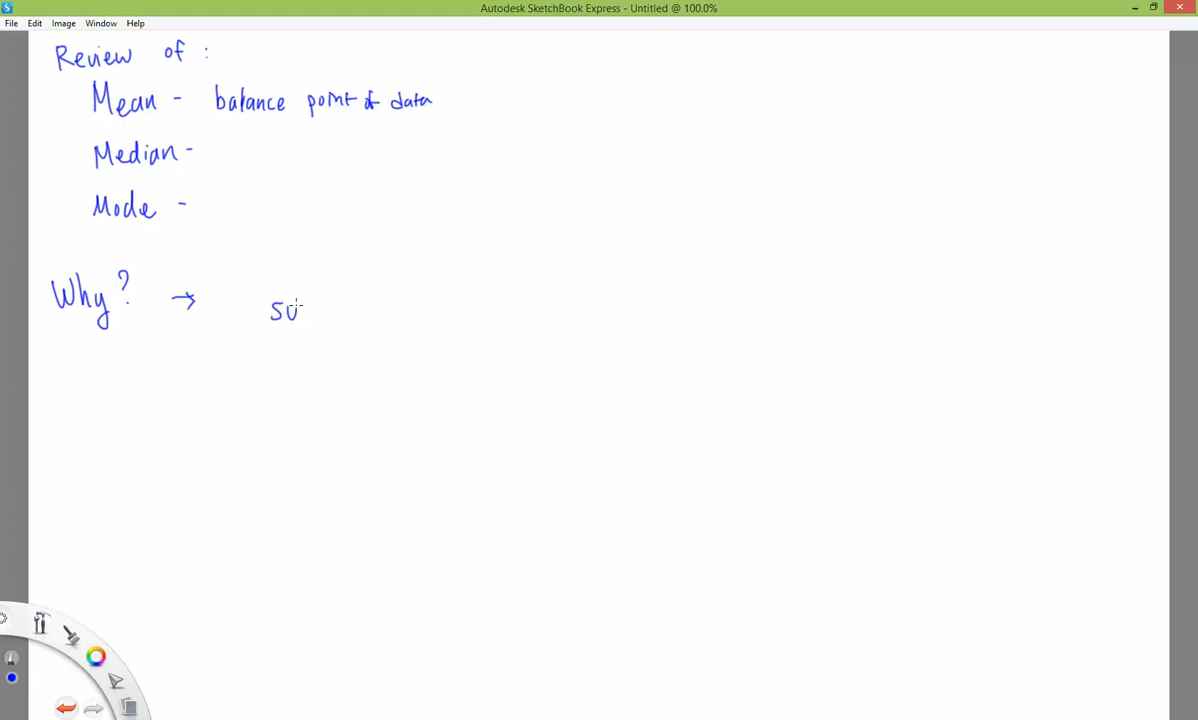 Autodesk SketchBook Express - Untitled @ 100.0%
File Edit Image Window Help
Review of :
Mean - balance point of data
Median -
Mode -
Why? →